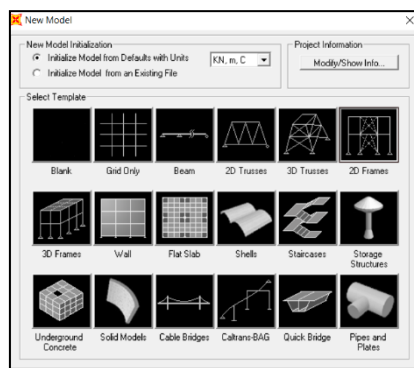 New Model
New Model Initialization
Project Information
Initialize Model from Defaults with Units
KN, m, C
Modify/Show Info...
Initialize Model from an Existing File
Select Template
Blank
Grid Only
Beam
2D Trusses
3D Trusses
2D Frames
3D Frames
Wall
Flat Slab
Shells
Staircases
Storage
Structures
Underground
Concrete
Solid Models
Cable Bridges
Caltrans-BAG
Quick Bridge
Pipes and
Plates